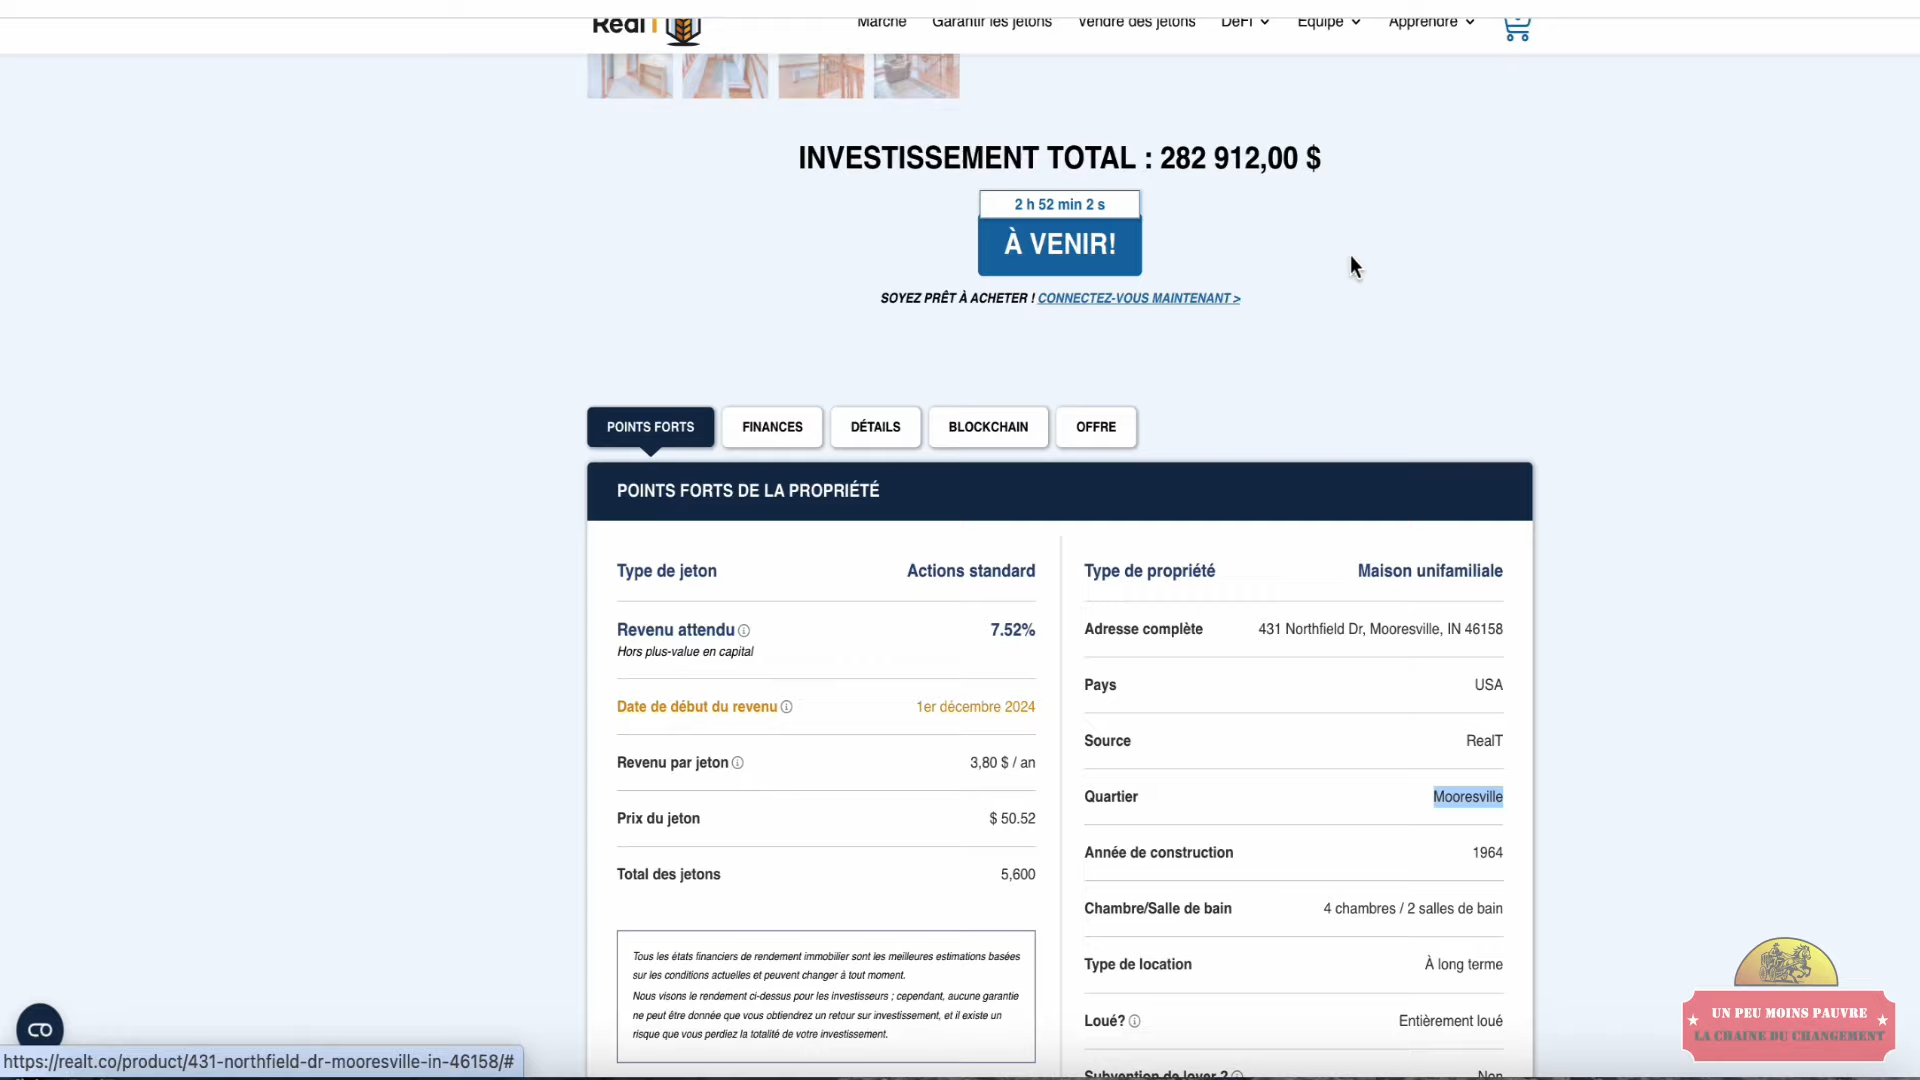 RealT
Marché Garantir les jetons Vendre des jetons DeFi Équipe Apprendre
INVESTISSEMENT TOTAL : 282 912,00 $
2 h 52 min 2 s
À VENIR!
SOYEZ PRÊT À ACHETER ! CONNECTEZ-VOUS MAINTENANT >
POINTS FORTS FINANCES DÉTAILS BLOCKCHAIN OFFRE
POINTS FORTS DE LA PROPRIÉTÉ
Type de jeton Actions standard
Revenu attendu 7.52%
Hors plus-value en capital
Date de début du revenu 1er décembre 2024
Revenu par jeton 3,80 $ / an
Prix du jeton $ 50.52
Total des jetons 5,600
Tous les états financiers de rendement immobilier sont les meilleures estimations basées
sur les conditions actuelles et peuvent changer à tout moment.
Nous visons le rendement ci-dessus pour les investisseurs ; cependant, aucune garantie
ne peut être donnée que vous obtiendrez un retour sur investissement, et il existe un
risque que vous perdiez la totalité de votre investissement.
Type de propriété Maison unifamiliale
Adresse complète 431 Northfield Dr, Mooresville, IN 46158
Pays USA
Source RealT
Quartier Mooresville
Année de construction 1964
Chambre/Salle de bain 4 chambres / 2 salles de bain
Type de location À long terme
Loué? Entièrement loué
Subvention de loyer ? Non
UN PEU MOINS PAUVRE
LA CHAINE DU CHANGEMENT
https://realt.co/product/431-northfield-dr-mooresville-in-46158/#